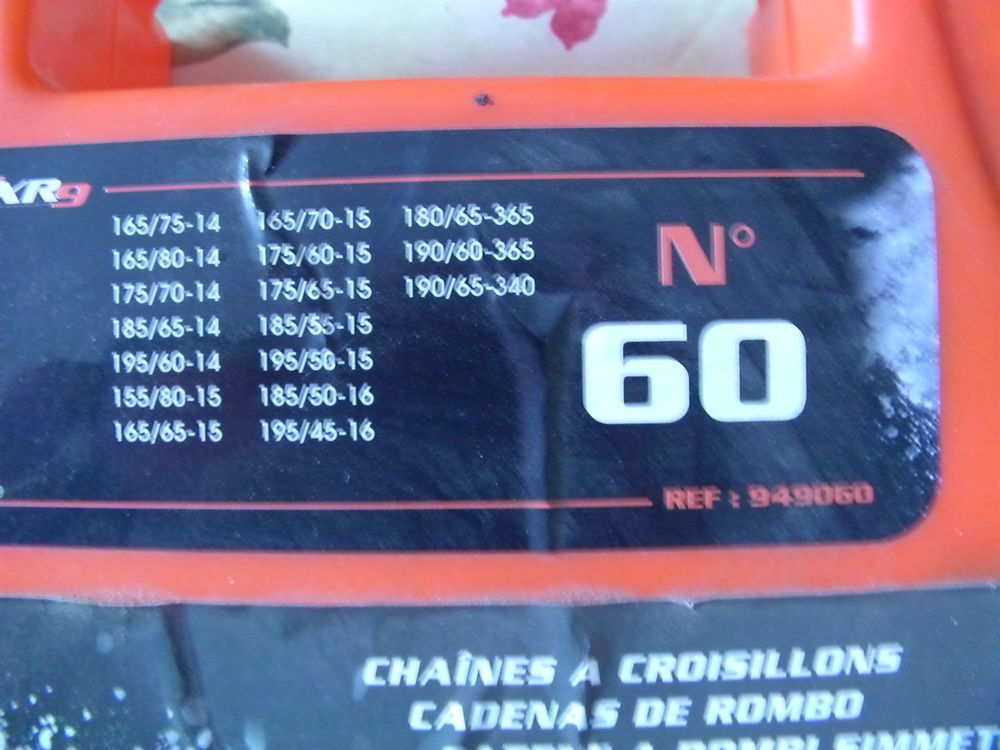 XR9
165/75-14 165/70-15 180/65-365
165/80-14 175/60-15 190/60-365
175/70-14 175/65-15 190/65-340
185/65-14 185/55-15
195/60-14 195/50-15
155/80-15 185/50-16
165/65-15 195/45-16
N°
60
REF : 949060
CHAÎNES A CROISILLONS
CADENAS DE ROMBO